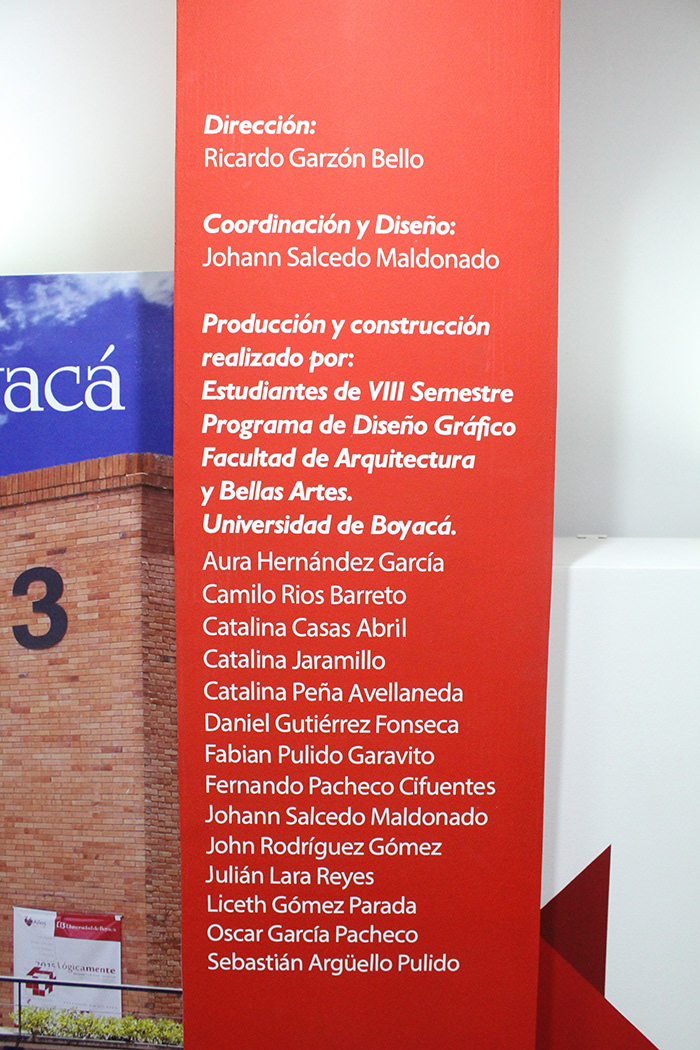 Dirección:
Ricardo Garzón Bello
Coordinación y Diseño:
Johann Salcedo Maldonado
Producción y construcción
realizado por:
Estudiantes de VIII Semestre
Programa de Diseño Gráfico
Facultad de Arquitectura
y Bellas Artes.
Universidad de Boyacá.
Aura Hernández García
Camilo Rios Barreto
Catalina Casas Abril
Catalina Jaramillo
Catalina Peña Avellaneda
Daniel Gutiérrez Fonseca
Fabian Pulido Garavito
Fernando Pacheco Cifuentes
Johann Salcedo Maldonado
John Rodríguez Gómez
Julián Lara Reyes
Liceth Gómez Parada
Oscar García Pacheco
Sebastián Argüello Pulido
yacá
3
Universidad de Boyacá
Lógicamente